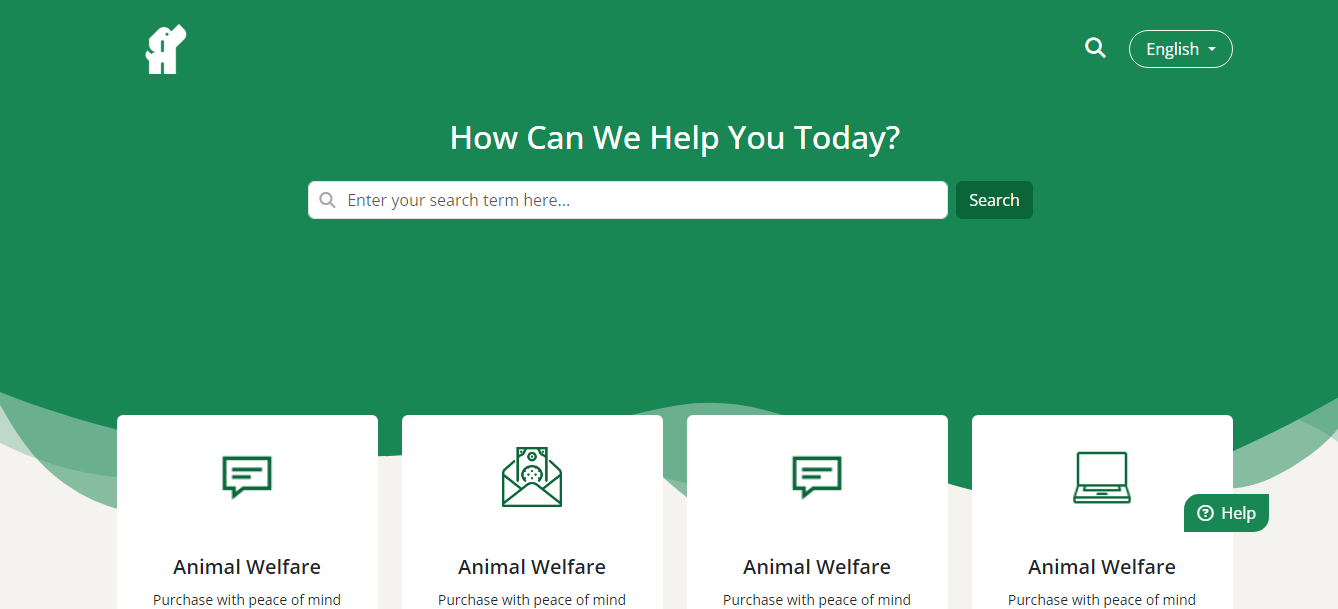 English
How Can We Help You Today?
Enter your search term here...
Search
Help
Animal Welfare
Purchase with peace of mind
Animal Welfare
Purchase with peace of mind
Animal Welfare
Purchase with peace of mind
Animal Welfare
Purchase with peace of mind